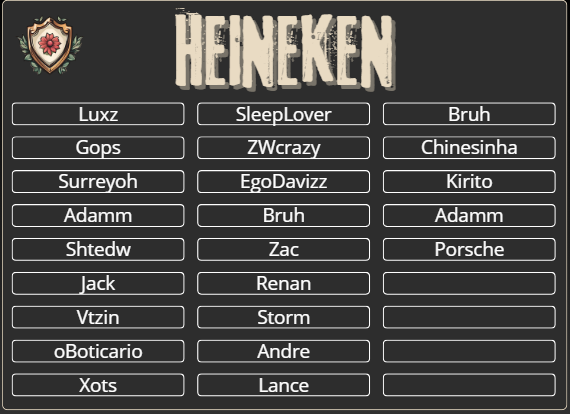 HEINEKEN
Luxz SleepLover Bruh
Gops ZWcrazy Chinesinha
Surreyoh EgoDavizz Kirito
Adamm Bruh Adamm
Shtedw Zac Porsche
Jack Renan
Vtzin Storm
oBoticario Andre
Xots Lance